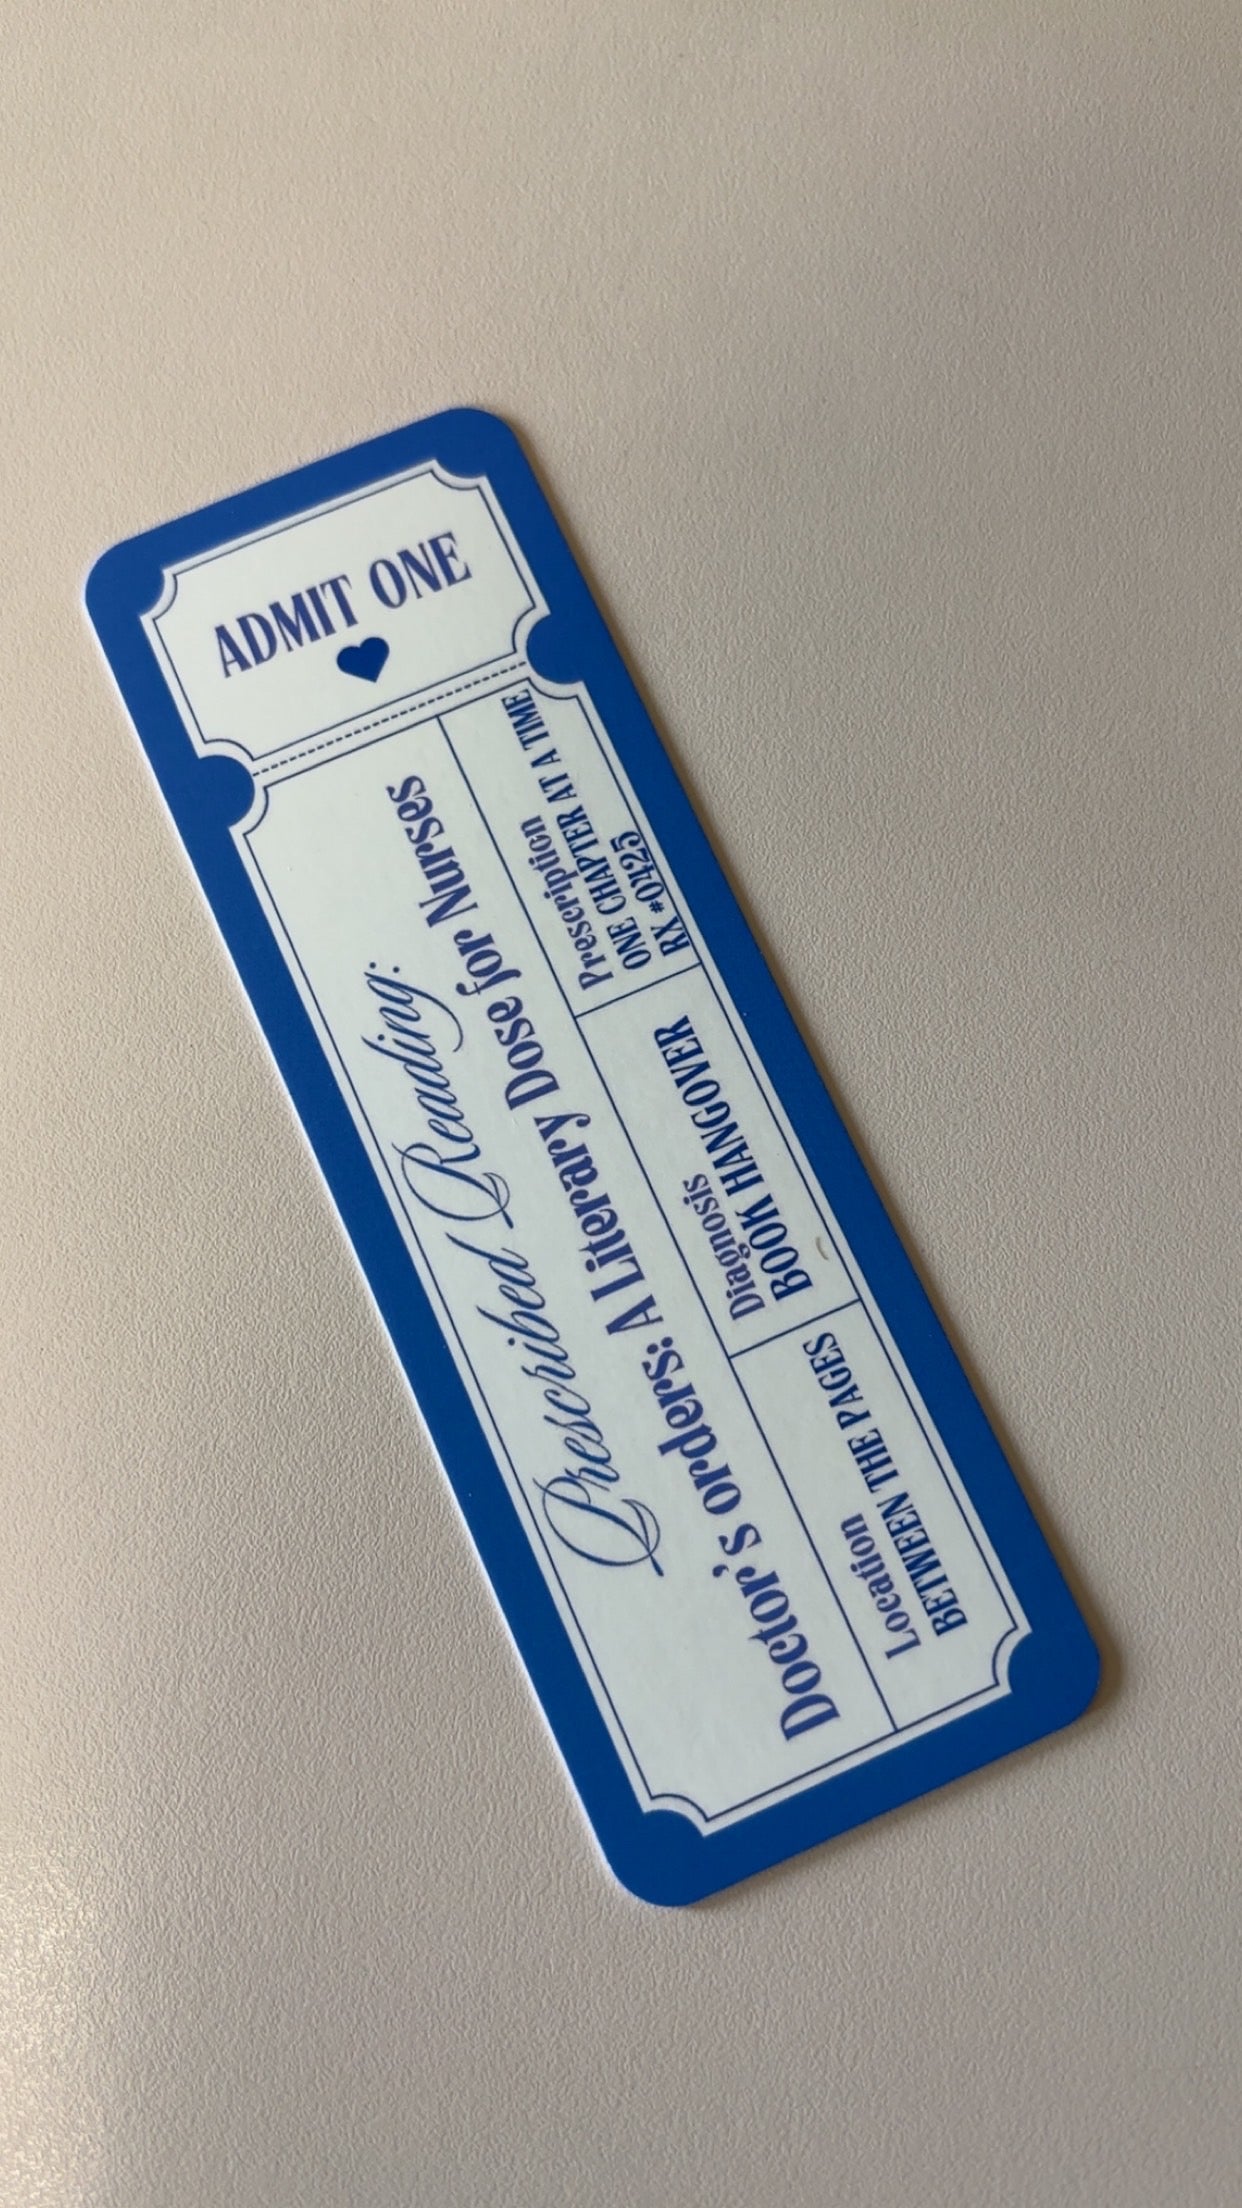 ADMIT ONE
Prescribed Reading:
Doctor's orders: A Literary Dose for Nurses
Location
BETWEEN THE PAGES
Diagnosis
BOOK HANGOVER
Prescription
ONE CHAPTER AT A TIME
RX #0425